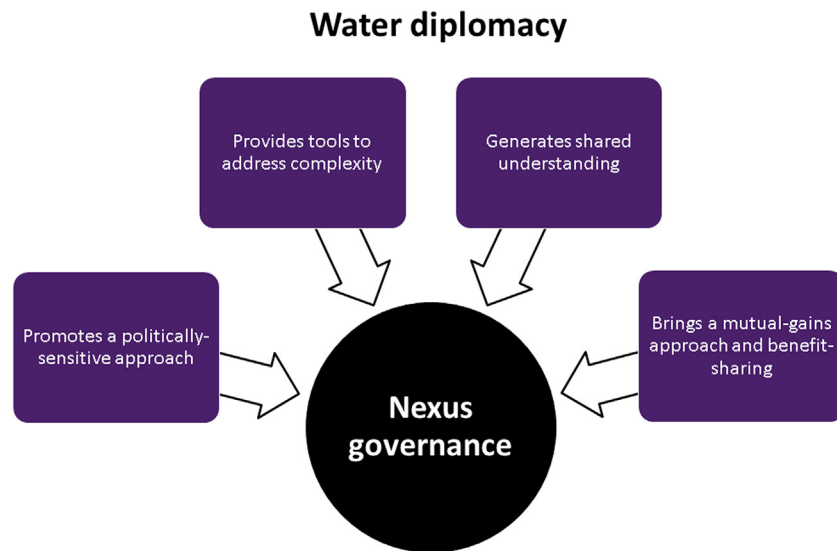 Water diplomacy
Provides tools to
address complexity
Generates shared
understanding
Promotes a politically-
sensitive approach
Brings a mutual-gains
approach and benefit-
sharing
Nexus
governance